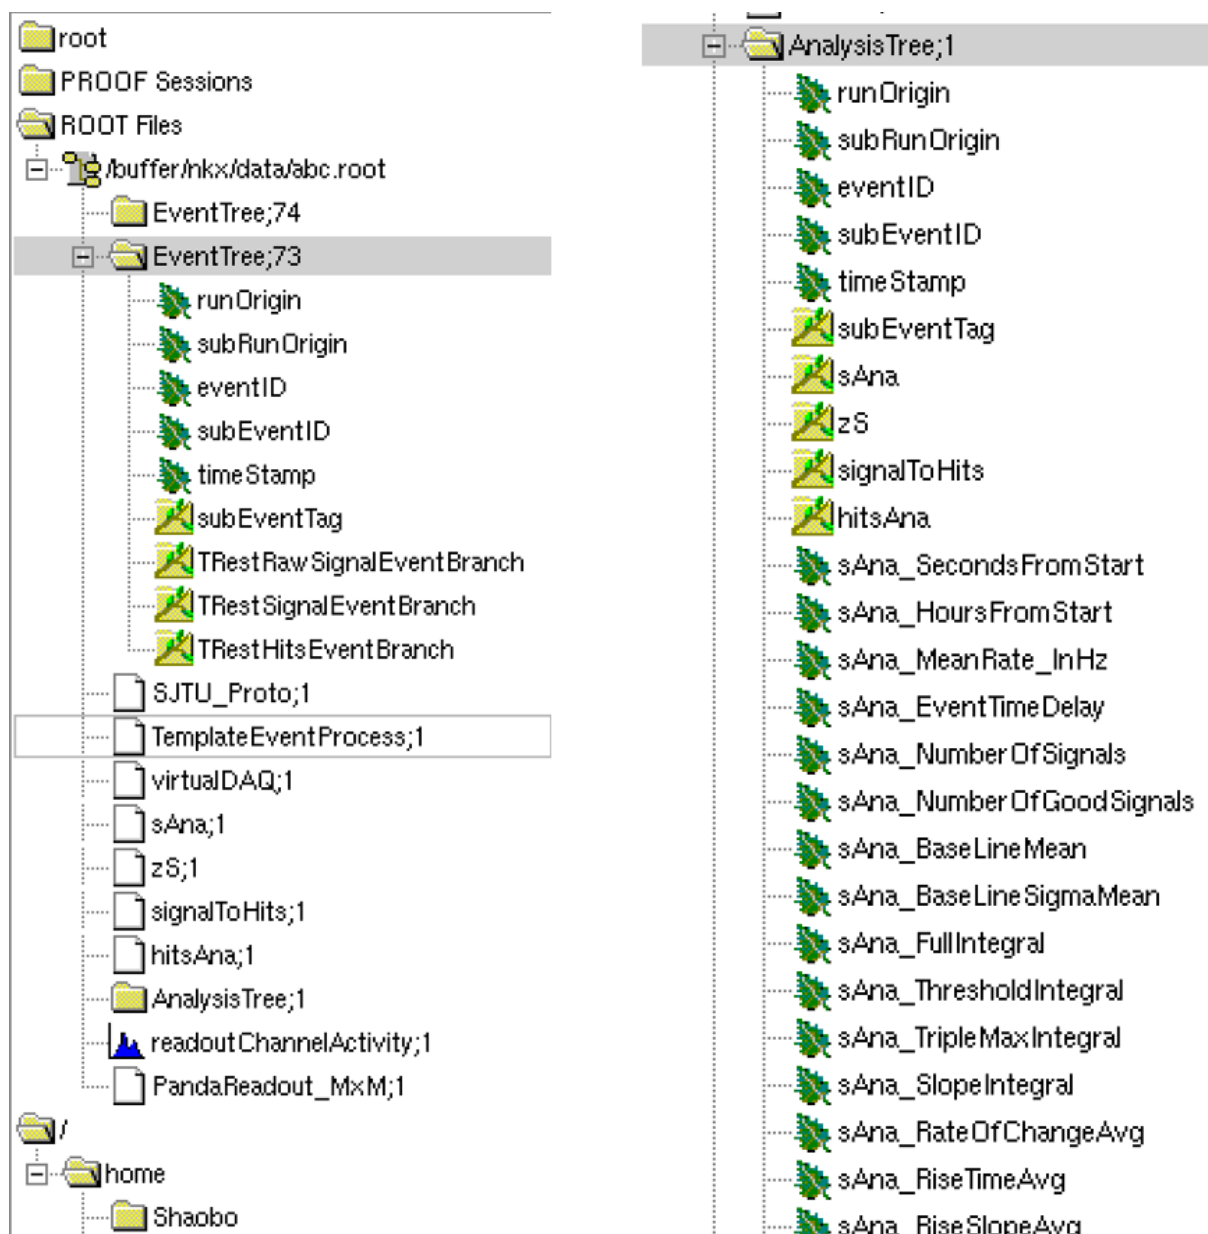 root
PROOF Sessions
ROOT Files
/buffer/nkx/data/abc.root
EventTree;74
EventTree;73
runOrigin
subRunOrigin
eventID
subEventID
timeStamp
subEventTag
TRestRawSignalEventBranch
TRestSignalEventBranch
TRestHitsEventBranch
SJTU_Proto;1
TemplateEventProcess;1
virtualDAQ;1
sAna;1
zS;1
signalToHits;1
hitsAna;1
AnalysisTree;1
readoutChannelActivity;1
PandaReadout_MxM;1
/
home
Shaobo
AnalysisTree;1
runOrigin
subRunOrigin
eventID
subEventID
timeStamp
subEventTag
sAna
zS
signalToHits
hitsAna
sAna_SecondsFromStart
sAna_HoursFromStart
sAna_MeanRate_InHz
sAna_EventTimeDelay
sAna_NumberOfSignals
sAna_NumberOfGoodSignals
sAna_BaseLineMean
sAna_BaseLineSigmaMean
sAna_FullIntegral
sAna_ThresholdIntegral
sAna_TripleMaxIntegral
sAna_SlopeIntegral
sAna_RateOfChangeAvg
sAna_RiseTimeAvg
sAna_RiseSlopeAvg